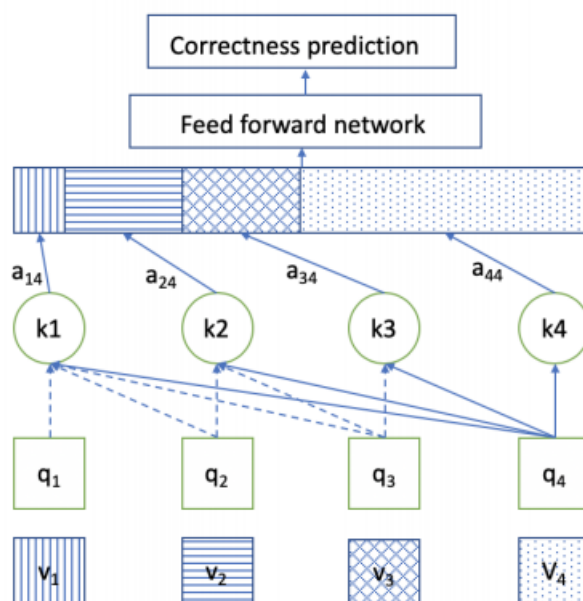 Correctness prediction
Feed forward network
a₁₄ a₂₄ a₃₄ a₄₄
k1 k2 k3 k4
q₁ q₂ q₃ q₄
v₁ v₂ v₃ V₄